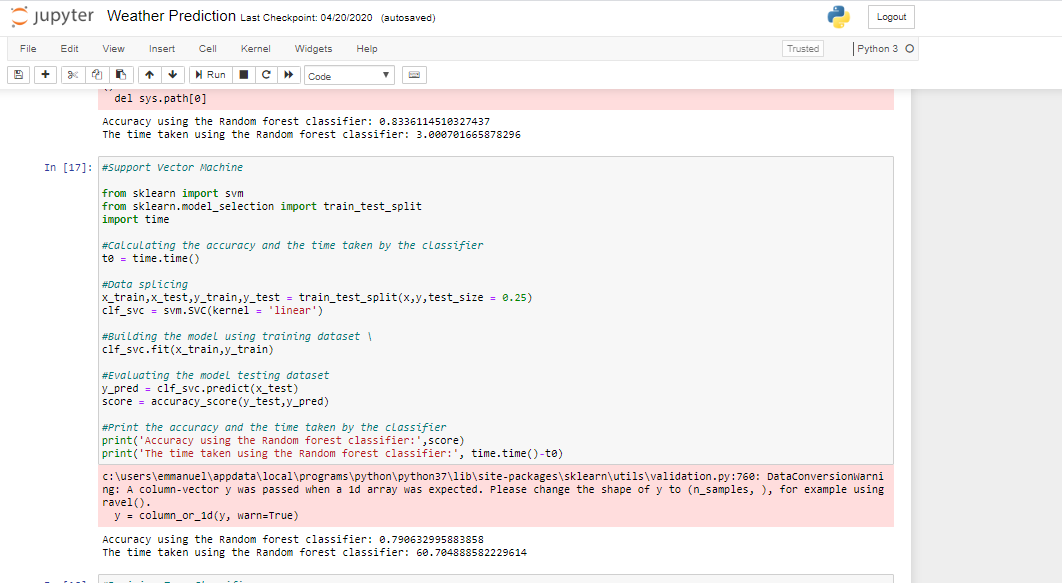 jupyter Weather Prediction Last Checkpoint: 04/20/2020 (autosaved)
Logout
File Edit View Insert Cell Kernel Widgets Help
Trusted
Python 3
Run
Code
del sys.path[0]
Accuracy using the Random forest classifier: 0.8336114510327437
The time taken using the Random forest classifier: 3.000701665878296
In [17]:
#Support Vector Machine
from sklearn import svm
from sklearn.model_selection import train_test_split
import time
#Calculating the accuracy and the time taken by the classifier
t0 = time.time()
#Data splicing
x_train,x_test,y_train,y_test = train_test_split(x,y,test_size = 0.25)
clf_svc = svm.SVC(kernel = 'linear')
#Building the model using training dataset \
clf_svc.fit(x_train,y_train)
#Evaluating the model testing dataset
y_pred = clf_svc.predict(x_test)
score = accuracy_score(y_test,y_pred)
#Print the accuracy and the time taken by the classifier
print('Accuracy using the Random forest classifier:',score)
print('The time taken using the Random forest classifier:', time.time()-t0)
c:\users\emmanuel\appdata\local\programs\python\python37\lib\site-packages\sklearn\utils\validation.py:760: DataConversionWarni
ng: A column-vector y was passed when a 1d array was expected. Please change the shape of y to (n_samples, ), for example using
ravel().
y = column_or_1d(y, warn=True)
Accuracy using the Random forest classifier: 0.790632995883858
The time taken using the Random forest classifier: 60.704888582229614